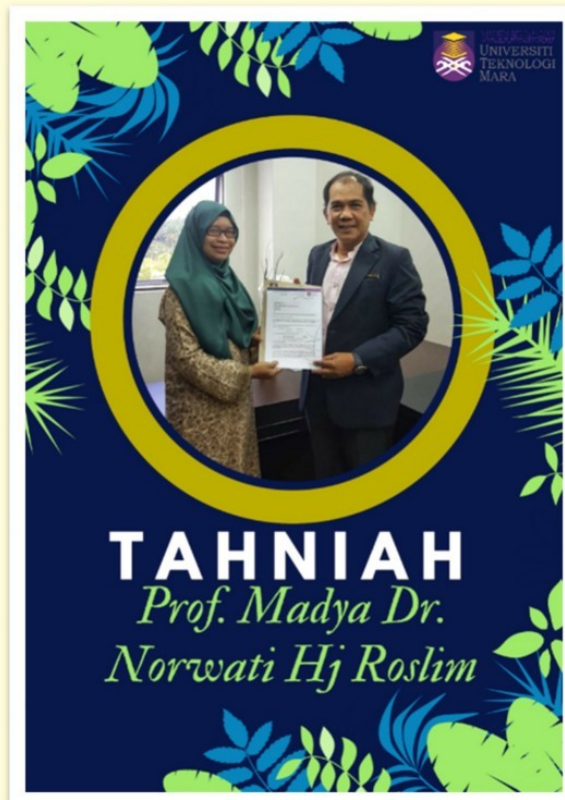 UNIVERSITI
TEKNOLOGI
MARA
TAHNIAH
Prof. Madya Dr.
Norwati Hj Roslim